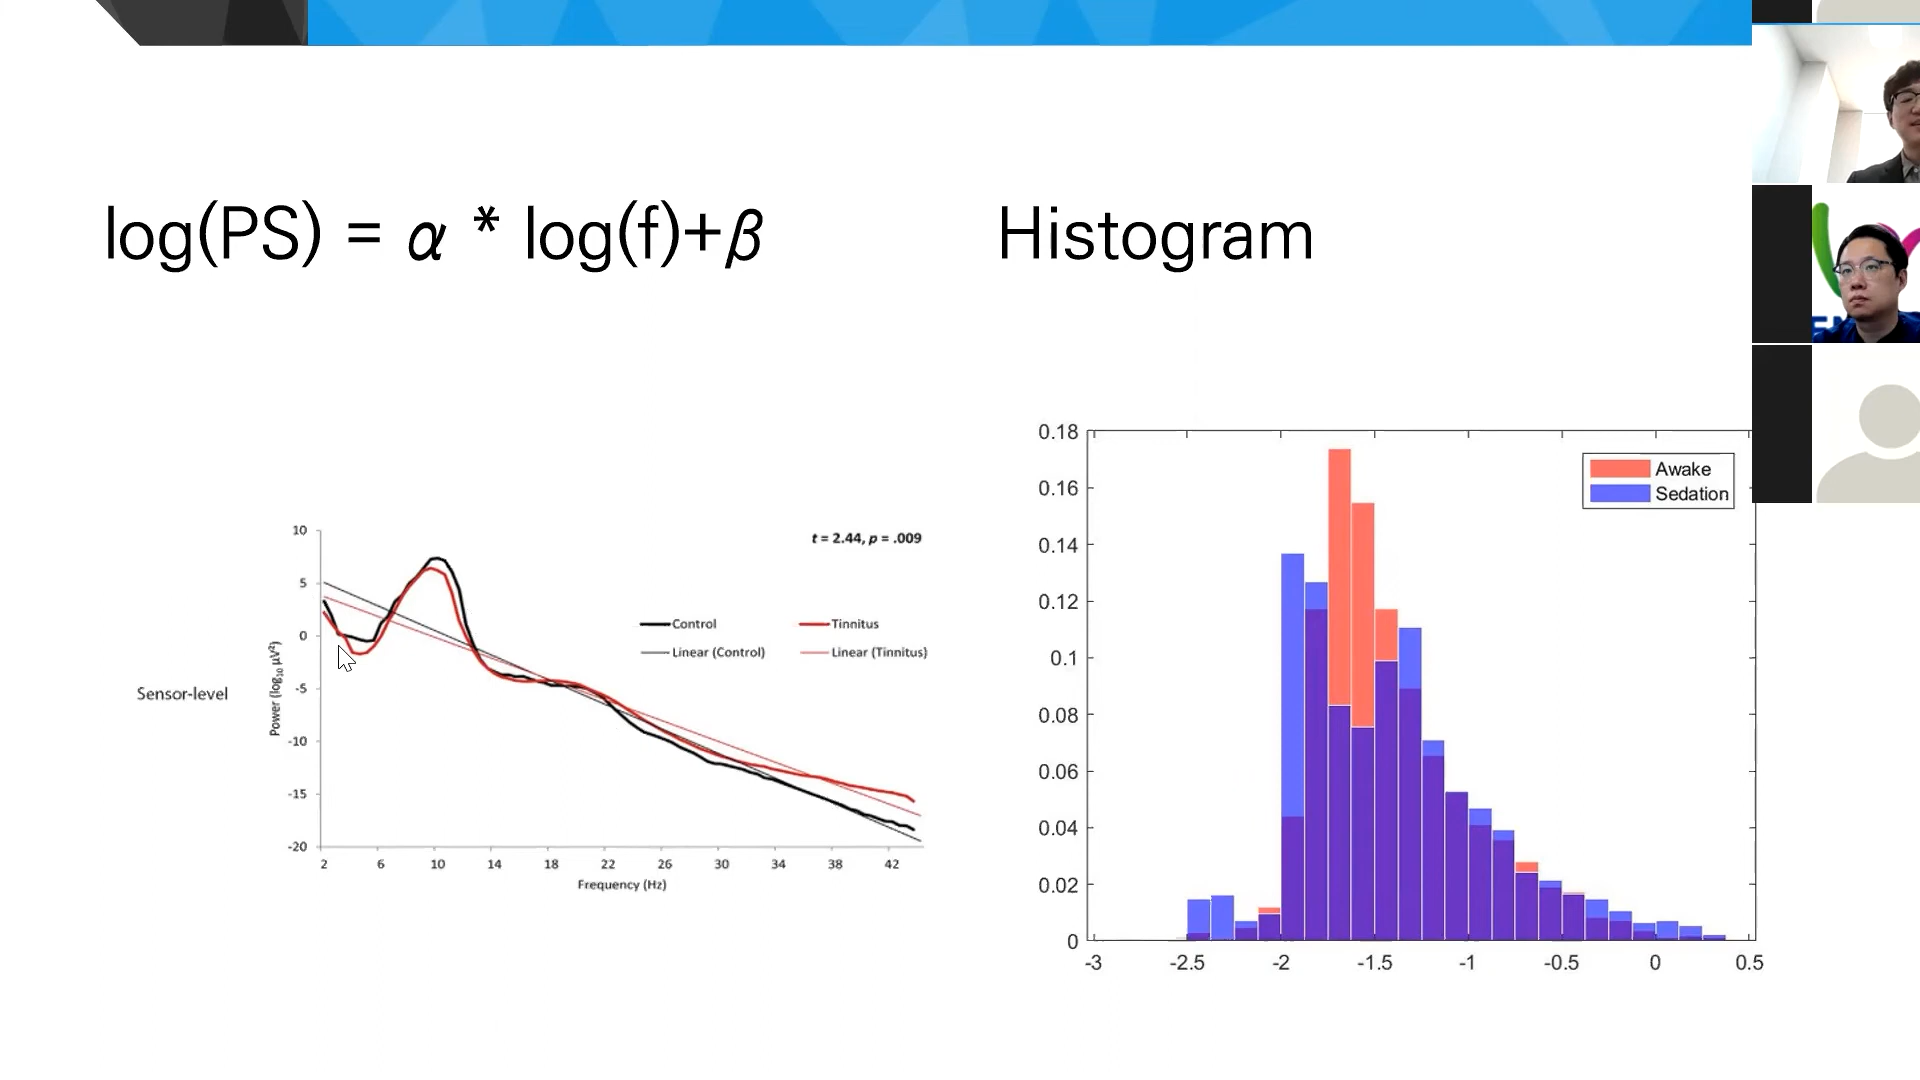 log(PS) = α * log(f)+β
Histogram
Sensor-level
Power (log₁₀ µV²)
10
5
0
-5
-10
-15
-20
t = 2.44, p = .009
Control
Tinnitus
Linear (Control)
Linear (Tinnitus)
2 6 10 14 18 22 26 30 34 38 42
Frequency (Hz)
0.18
0.16
0.14
0.12
0.1
0.08
0.06
0.04
0.02
0
Awake
Sedation
-3 -2.5 -2 -1.5 -1 -0.5 0 0.5